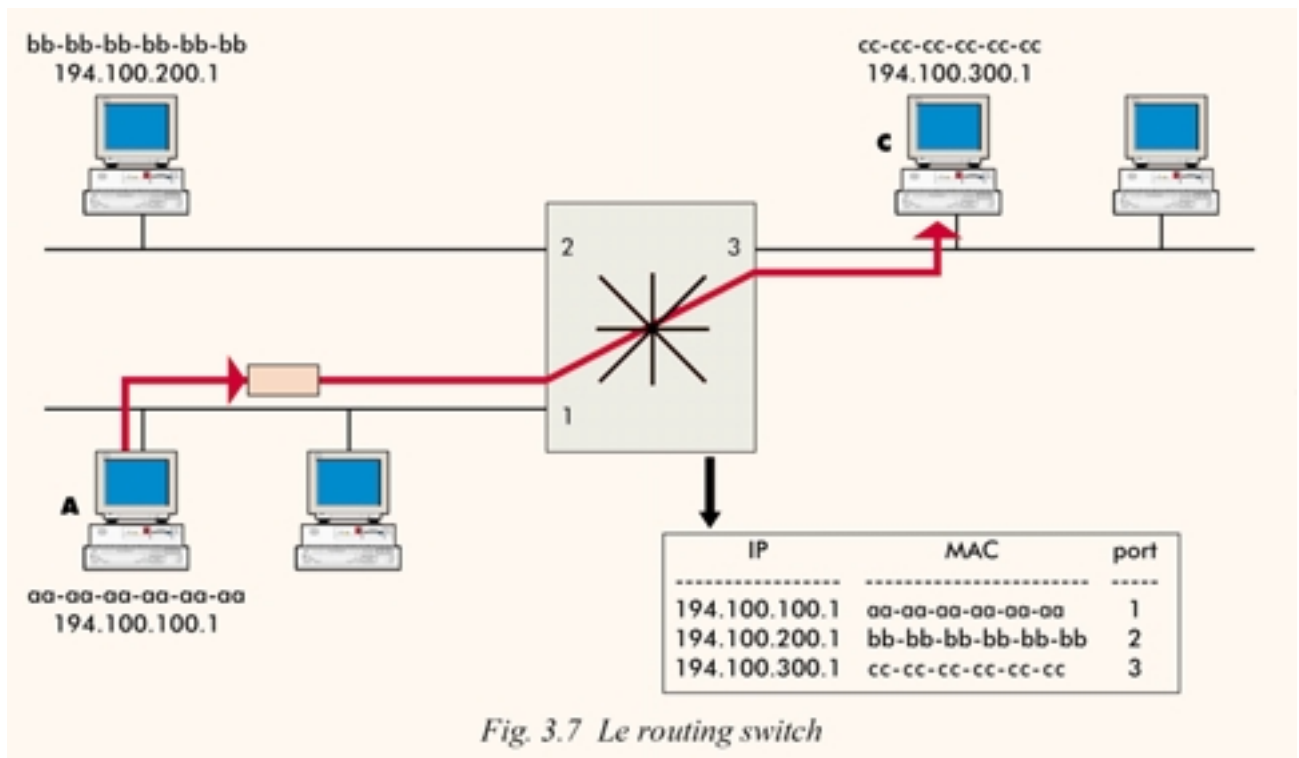 bb-bb-bb-bb-bb-bb
194.100.200.1
cc-cc-cc-cc-cc-cc
194.100.300.1
C
2
3
1
A
aa-aa-aa-aa-aa-aa
194.100.100.1
IP MAC port
----------------- ----------------------- -----
194.100.100.1 aa-aa-aa-aa-aa-aa 1
194.100.200.1 bb-bb-bb-bb-bb-bb 2
194.100.300.1 cc-cc-cc-cc-cc-cc 3
Fig. 3.7 Le routing switch